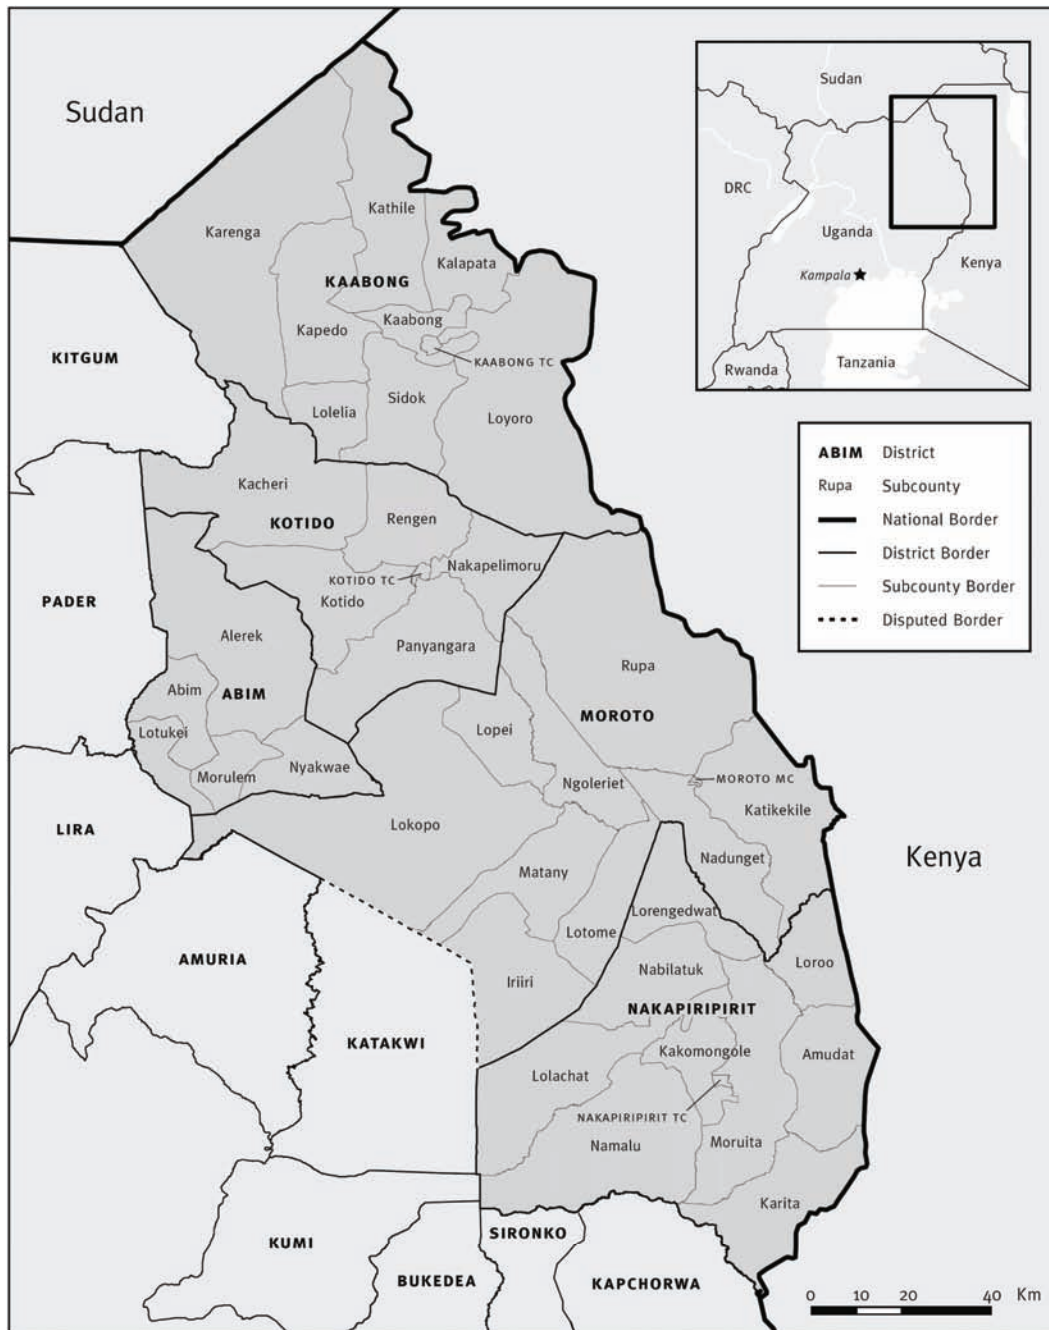 Sudan
Karenga
Kathile
Kalapata
KAABONG
Kaabong
Kapedo
KAABONG TC
Sidok
Lolelia
Loyoro
KITGUM
Kacheri
KOTIDO
Rengen
Nakapelimoru
KOTIDO TC
Kotido
Panyangara
PADER
Alerek
Abim
ABIM
Lotukei
Morulem
Nyakwae
Rupa
MOROTO
Lopei
Ngoleriet
MOROTO MC
Katikekile
Lokopo
LIRA
Matany
Nadunget
Kenya
Lorengedwat
Lotome
AMURIA
Iriiri
Nabilatuk
Loroo
NAKAPIRIPIRIT
KATAKWI
Kakomongole
Amudat
Lolachat
NAKAPIRIPIRIT TC
Namalu
Moruita
Karita
KUMI
SIRONKO
BUKEDEA
KAPCHORWA
Sudan
DRC
Uganda
Kampala
Kenya
Rwanda
Tanzania
ABIM District
Rupa Subcounty
National Border
District Border
Subcounty Border
Disputed Border
0 10 20 40 Km